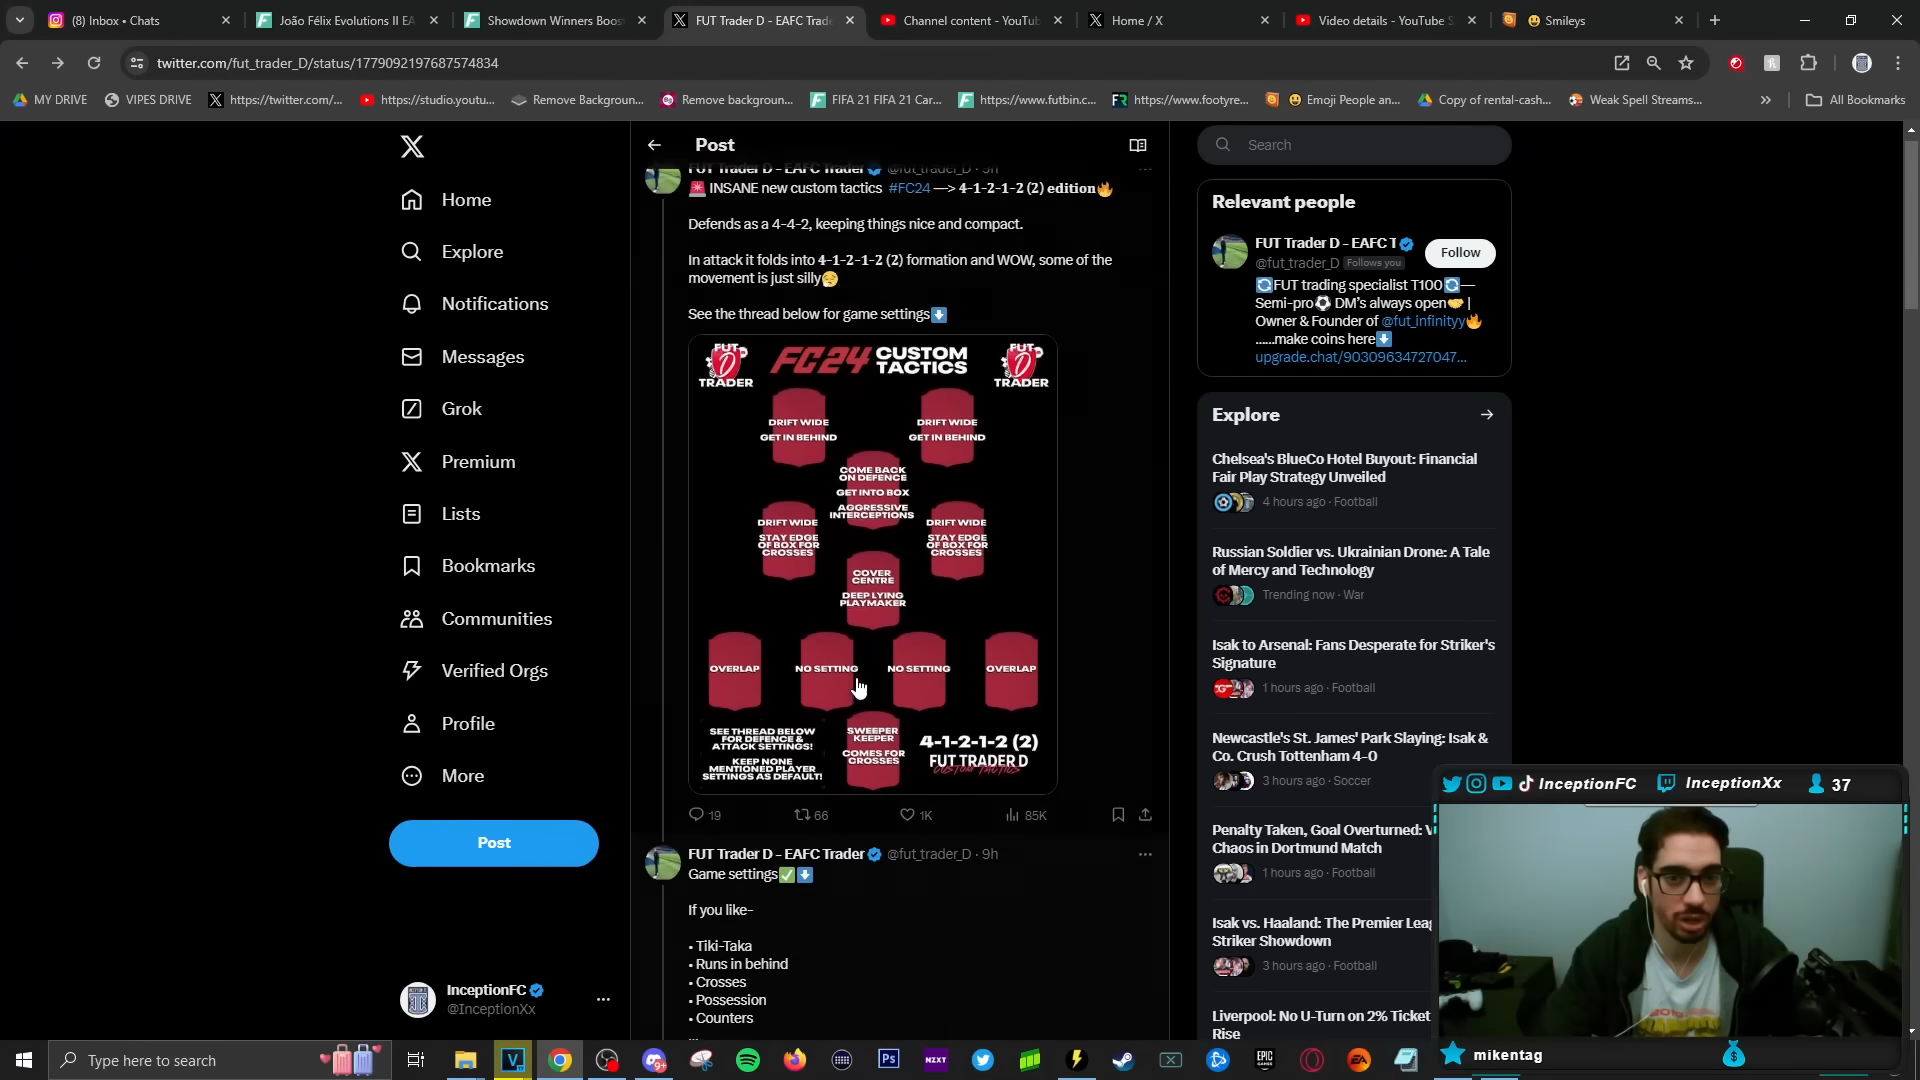 (8) Inbox • Chats
João Félix Evolutions II EA
Showdown Winners Boos
FUT Trader D - EAFC Trade
Channel content - YouTub
Home / X
Video details - YouTube S
Smileys
twitter.com/fut_trader_D/status/1779092197687574834
MY DRIVE
VIPES DRIVE
https://twitter.com/...
https://studio.youtu...
Remove Backgroun...
Remove backgroun...
FIFA 21 FIFA 21 Car...
https://www.futbin.c...
https://www.footyre...
Emoji People an...
Copy of rental-cash...
Weak Spell Streams...
All Bookmarks
Home
Explore
Notifications
Messages
Grok
Premium
Lists
Bookmarks
Communities
Verified Orgs
Profile
More
Post
InceptionFC
@InceptionXx
Post
FUT Trader D - EAFC Trader @fut_trader_D · 9h
INSANE new custom tactics #FC24 —> 4-1-2-1-2 (2) edition
Defends as a 4-4-2, keeping things nice and compact.
In attack it folds into 4-1-2-1-2 (2) formation and WOW, some of the
movement is just silly
See the thread below for game settings
FUT
D
TRADER
FC24 CUSTOM
TACTICS
FUT
D
TRADER
DRIFT WIDE
GET IN BEHIND
DRIFT WIDE
GET IN BEHIND
COME BACK
ON DEFENCE
GET INTO BOX
AGGRESSIVE
INTERCEPTIONS
DRIFT WIDE
STAY EDGE
OF BOX FOR
CROSSES
DRIFT WIDE
STAY EDGE
OF BOX FOR
CROSSES
COVER
CENTRE
DEEP LYING
PLAYMAKER
OVERLAP
NO SETTING
NO SETTING
OVERLAP
SEE THREAD BELOW
FOR DEFENCE &
ATTACK SETTINGS!
KEEP NONE
MENTIONED PLAYER
SETTINGS AS DEFAULT!
SWEEPER
KEEPER
COMES FOR
CROSSES
4-1-2-1-2 (2)
FUT TRADER D
CUSTOM TACTICS
19
66
1K
85K
FUT Trader D - EAFC Trader @fut_trader_D · 9h
Game settings
If you like-
• Tiki-Taka
• Runs in behind
• Crosses
• Possession
• Counters
Search
Relevant people
FUT Trader D - EAFC T
@fut_trader_D Follows you
Follow
FUT trading specialist T100 —
Semi-pro DM's always open |
Owner & Founder of @fut_infinityy
......make coins here
upgrade.chat/90309634727047...
Explore
Chelsea's BlueCo Hotel Buyout: Financial
Fair Play Strategy Unveiled
4 hours ago · Football
Russian Soldier vs. Ukrainian Drone: A Tale
of Mercy and Technology
Trending now · War
Isak to Arsenal: Fans Desperate for Striker's
Signature
1 hours ago · Football
Newcastle's St. James' Park Slaying: Isak &
Co. Crush Tottenham 4-0
3 hours ago · Soccer
Penalty Taken, Goal Overturned: V
Chaos in Dortmund Match
1 hours ago · Football
Isak vs. Haaland: The Premier Leag
Striker Showdown
3 hours ago · Football
Liverpool: No U-Turn on 2% Ticket
Rise
InceptionFC
InceptionXx
37
mikentag
Type here to search
Ps
NZXT
EPIC
GAMES
EA